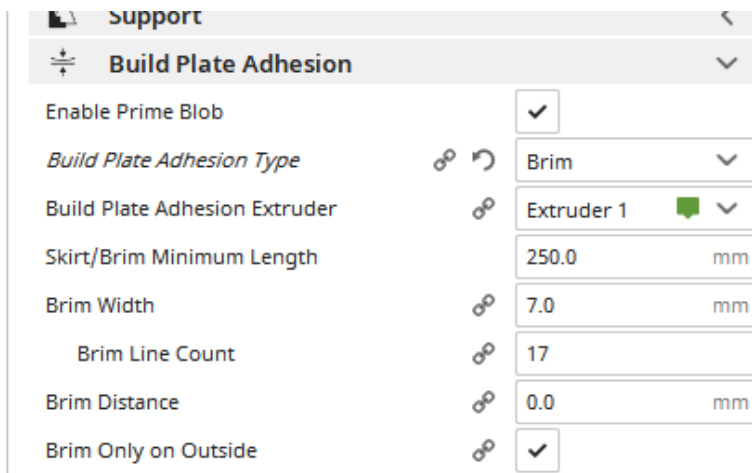 Support
Build Plate Adhesion
Enable Prime Blob
Build Plate Adhesion Type Brim
Build Plate Adhesion Extruder Extruder 1
Skirt/Brim Minimum Length 250.0 mm
Brim Width 7.0 mm
Brim Line Count 17
Brim Distance 0.0 mm
Brim Only on Outside